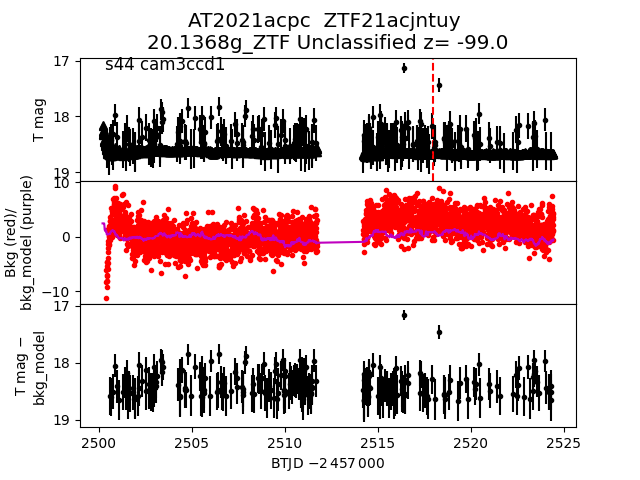 AT2021acpc  ZTF21acjntuy
20.1368g_ZTF Unclassified z= -99.0
s44 cam3ccd1
17
18
19
T mag
10
0
−10
Bkg (red)/
bkg_model (purple)
17
18
19
T mag −
bkg_model
2500
2505
2510
2515
2520
2525
BTJD −2 457 000